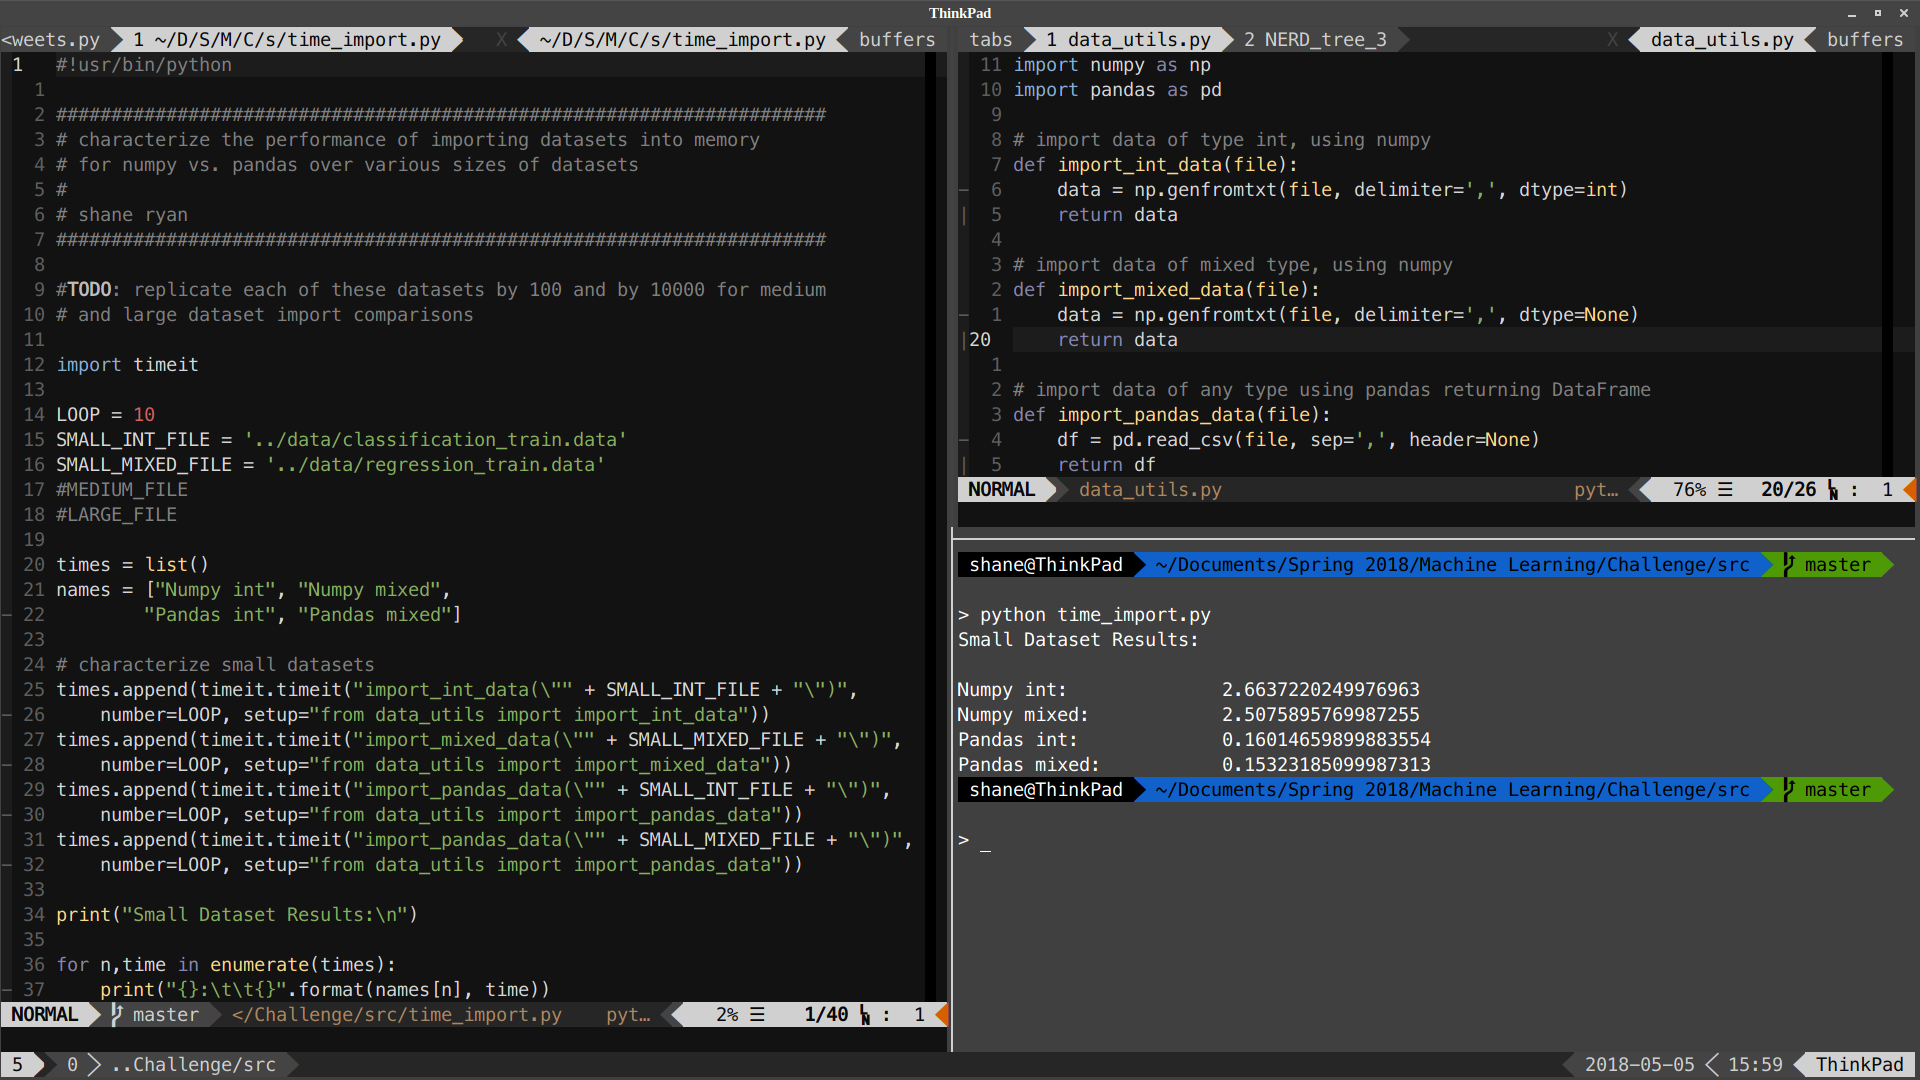 ThinkPad
<weets.py 1 ~/D/S/M/C/s/time_import.py X ~/D/S/M/C/s/time_import.py buffers
1 #!usr/bin/python
1
2 ######################################################################
3 # characterize the performance of importing datasets into memory
4 # for numpy vs. pandas over various sizes of datasets
5 #
6 # shane ryan
7 ######################################################################
8
9 #TODO: replicate each of these datasets by 100 and by 10000 for medium
10 # and large dataset import comparisons
11
12 import timeit
13
14 LOOP = 10
15 SMALL_INT_FILE = '../data/classification_train.data'
16 SMALL_MIXED_FILE = '../data/regression_train.data'
17 #MEDIUM_FILE
18 #LARGE_FILE
19
20 times = list()
21 names = ["Numpy int", "Numpy mixed",
22         "Pandas int", "Pandas mixed"]
23
24 # characterize small datasets
25 times.append(timeit.timeit("import_int_data(\"" + SMALL_INT_FILE + "\")",
26     number=LOOP, setup="from data_utils import import_int_data"))
27 times.append(timeit.timeit("import_mixed_data(\"" + SMALL_MIXED_FILE + "\")",
28     number=LOOP, setup="from data_utils import import_mixed_data"))
29 times.append(timeit.timeit("import_pandas_data(\"" + SMALL_INT_FILE + "\")",
30     number=LOOP, setup="from data_utils import import_pandas_data"))
31 times.append(timeit.timeit("import_pandas_data(\"" + SMALL_MIXED_FILE + "\")",
32     number=LOOP, setup="from data_utils import import_pandas_data"))
33
34 print("Small Dataset Results:\n")
35
36 for n,time in enumerate(times):
37     print("{}:\t\t{}".format(names[n], time))
NORMAL master </Challenge/src/time_import.py pyt… 2% ☰ 1/40 : 1
tabs 1 data_utils.py 2 NERD_tree_3 X data_utils.py buffers
11 import numpy as np
10 import pandas as pd
9
8 # import data of type int, using numpy
7 def import_int_data(file):
6     data = np.genfromtxt(file, delimiter=',', dtype=int)
5     return data
4
3 # import data of mixed type, using numpy
2 def import_mixed_data(file):
1     data = np.genfromtxt(file, delimiter=',', dtype=None)
20     return data
1
2 # import data of any type using pandas returning DataFrame
3 def import_pandas_data(file):
4     df = pd.read_csv(file, sep=',', header=None)
5     return df
NORMAL data_utils.py pyt… 76% ☰ 20/26 : 1
shane@ThinkPad ~/Documents/Spring 2018/Machine Learning/Challenge/src master
> python time_import.py
Small Dataset Results:
Numpy int: 2.6637220249976963
Numpy mixed: 2.5075895769987255
Pandas int: 0.16014659899883554
Pandas mixed: 0.15323185099987313
shane@ThinkPad ~/Documents/Spring 2018/Machine Learning/Challenge/src master
> _
5 0 ..Challenge/src 2018-05-05 15:59 ThinkPad